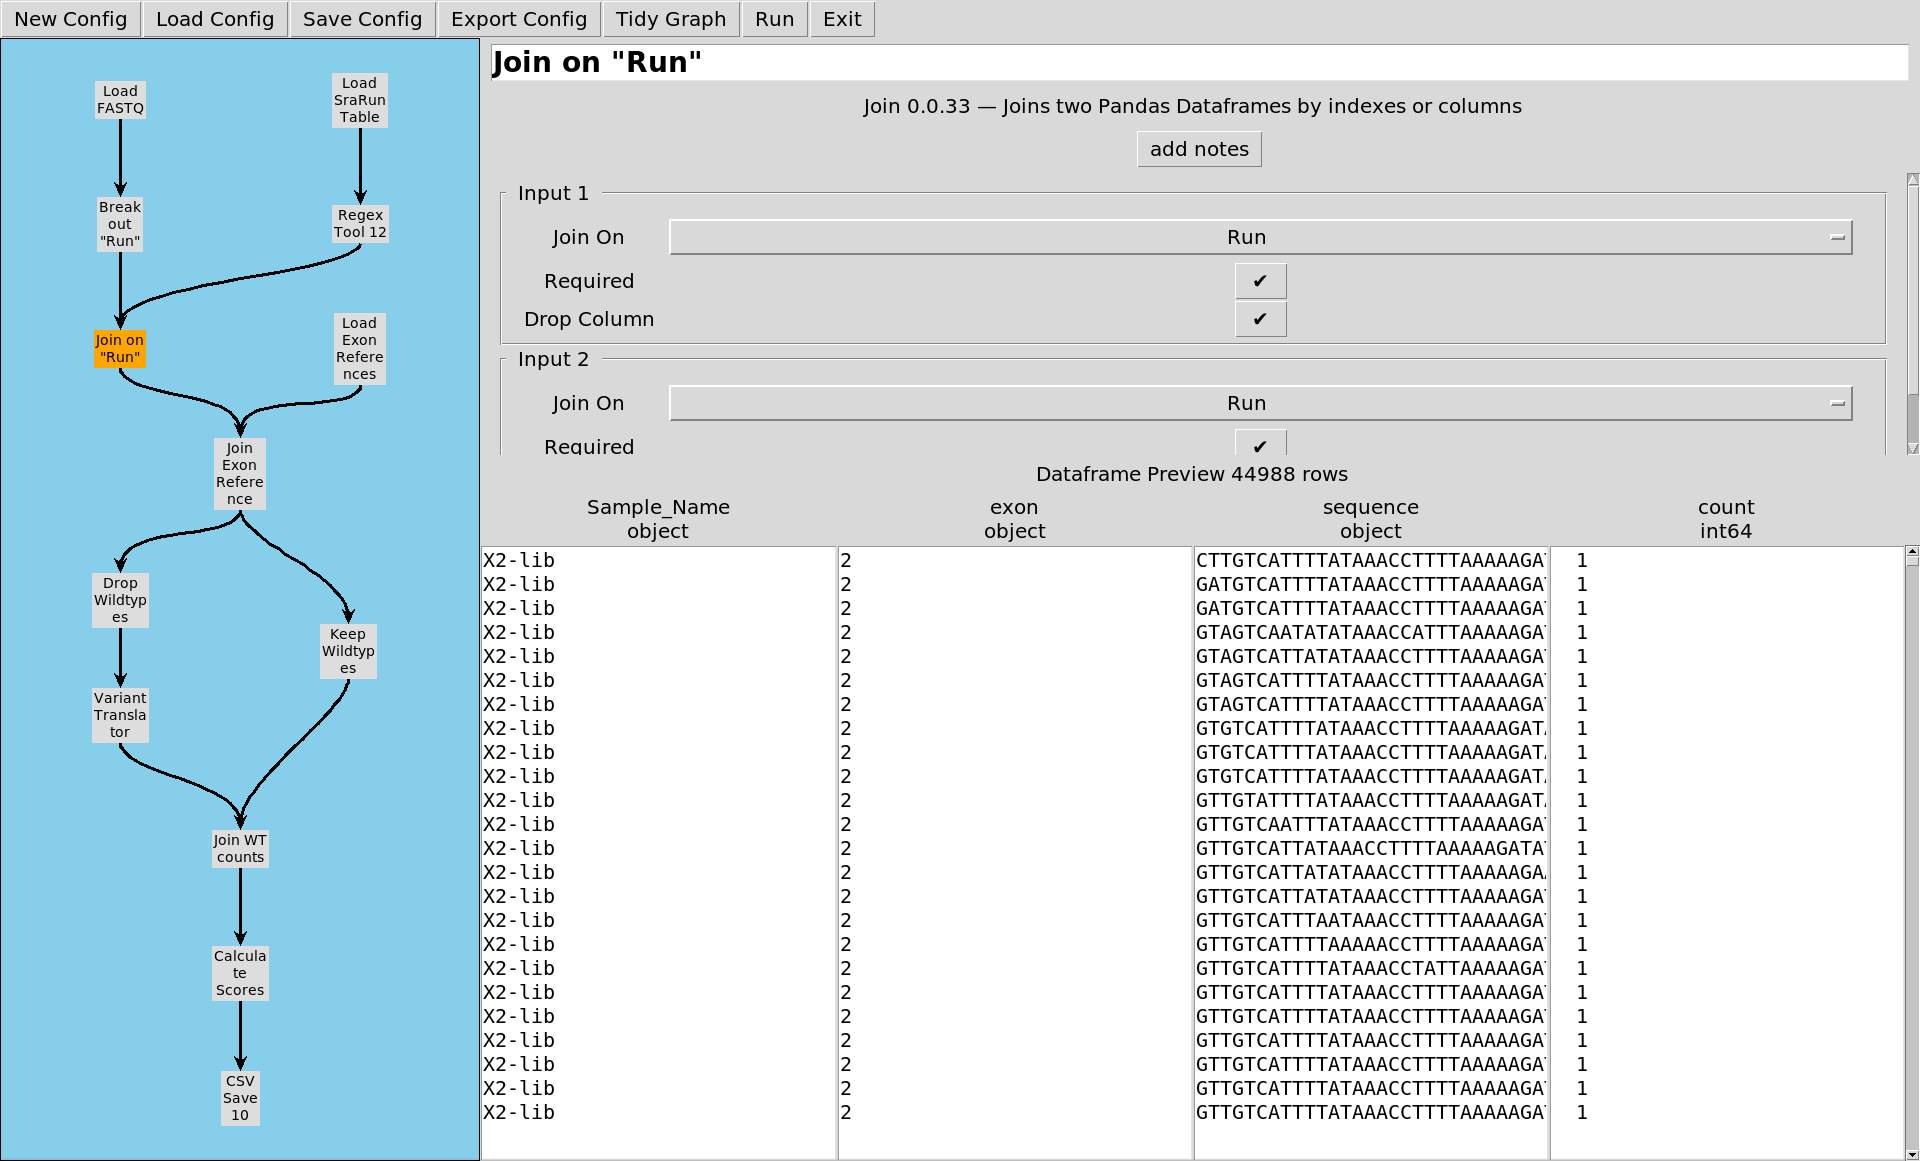 New Config Load Config Save Config Export Config Tidy Graph Run Exit
Load
FASTQ
Load
SraRun
Table
Break
out
"Run"
Regex
Tool 12
Join on
"Run"
Load
Exon
Refere
nces
Join
Exon
Refere
nce
Drop
Wildtyp
es
Keep
Wildtyp
es
Variant
Transla
tor
Join WT
counts
Calcula
te
Scores
CSV
Save
10
Join on "Run"
Join 0.0.33 — Joins two Pandas Dataframes by indexes or columns
add notes
Input 1
Join On Run
Required ✔
Drop Column ✔
Input 2
Join On Run
Required ✔
Dataframe Preview 44988 rows
Sample_Name exon sequence count
object object object int64
X2-lib 2 CTTGTCATTTTATAAACCTTTTAAAAAGA 1
X2-lib 2 GATGTCATTTTATAAACCTTTTAAAAAGA 1
X2-lib 2 GATGTCATTTTATAAACCTTTTAAAAAGA 1
X2-lib 2 GTAGTCAATATATAAACCATTTAAAAAGA 1
X2-lib 2 GTAGTCATTATATAAACCTTTTAAAAAGA 1
X2-lib 2 GTAGTCATTTTATAAACCTTTTAAAAAGA 1
X2-lib 2 GTAGTCATTTTATAAACCTTTTAAAAAGA 1
X2-lib 2 GTGTCATTTTATAAACCTTTTAAAAAGAT 1
X2-lib 2 GTGTCATTTTATAAACCTTTTAAAAAGAT 1
X2-lib 2 GTGTCATTTTATAAACCTTTTAAAAAGAT 1
X2-lib 2 GTTGTATTTTATAAACCTTTTAAAAAGAT 1
X2-lib 2 GTTGTCAATTTATAAACCTTTTAAAAAGA 1
X2-lib 2 GTTGTCATTATAAACCTTTTAAAAAGATA 1
X2-lib 2 GTTGTCATTATATAAACCTTTTAAAAAGA 1
X2-lib 2 GTTGTCATTATATAAACCTTTTAAAAAGA 1
X2-lib 2 GTTGTCATTTAATAAACCTTTTAAAAAGA 1
X2-lib 2 GTTGTCATTTTAAAAACCTTTTAAAAAGA 1
X2-lib 2 GTTGTCATTTTATAAACCTATTAAAAAGA 1
X2-lib 2 GTTGTCATTTTATAAACCTTTTAAAAAGA 1
X2-lib 2 GTTGTCATTTTATAAACCTTTTAAAAAGA 1
X2-lib 2 GTTGTCATTTTATAAACCTTTTAAAAAGA 1
X2-lib 2 GTTGTCATTTTATAAACCTTTTAAAAAGA 1
X2-lib 2 GTTGTCATTTTATAAACCTTTTAAAAAGA 1
X2-lib 2 GTTGTCATTTTATAAACCTTTTAAAAAGA 1